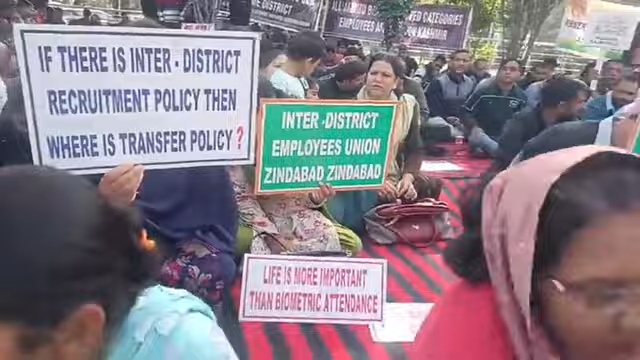 IF THERE IS INTER - DISTRICT
RECRUITMENT POLICY THEN
WHERE IS TRANSFER POLICY ?
INTER -DISTRICT
EMPLOYEES UNION
ZINDABAD ZINDABAD
LIFE IS MORE IMPORTANT
THAN BIOMETRIC ATTENDANCE
DISTRICT
CATEGORIES
EMPLOYEES
KASHMIR